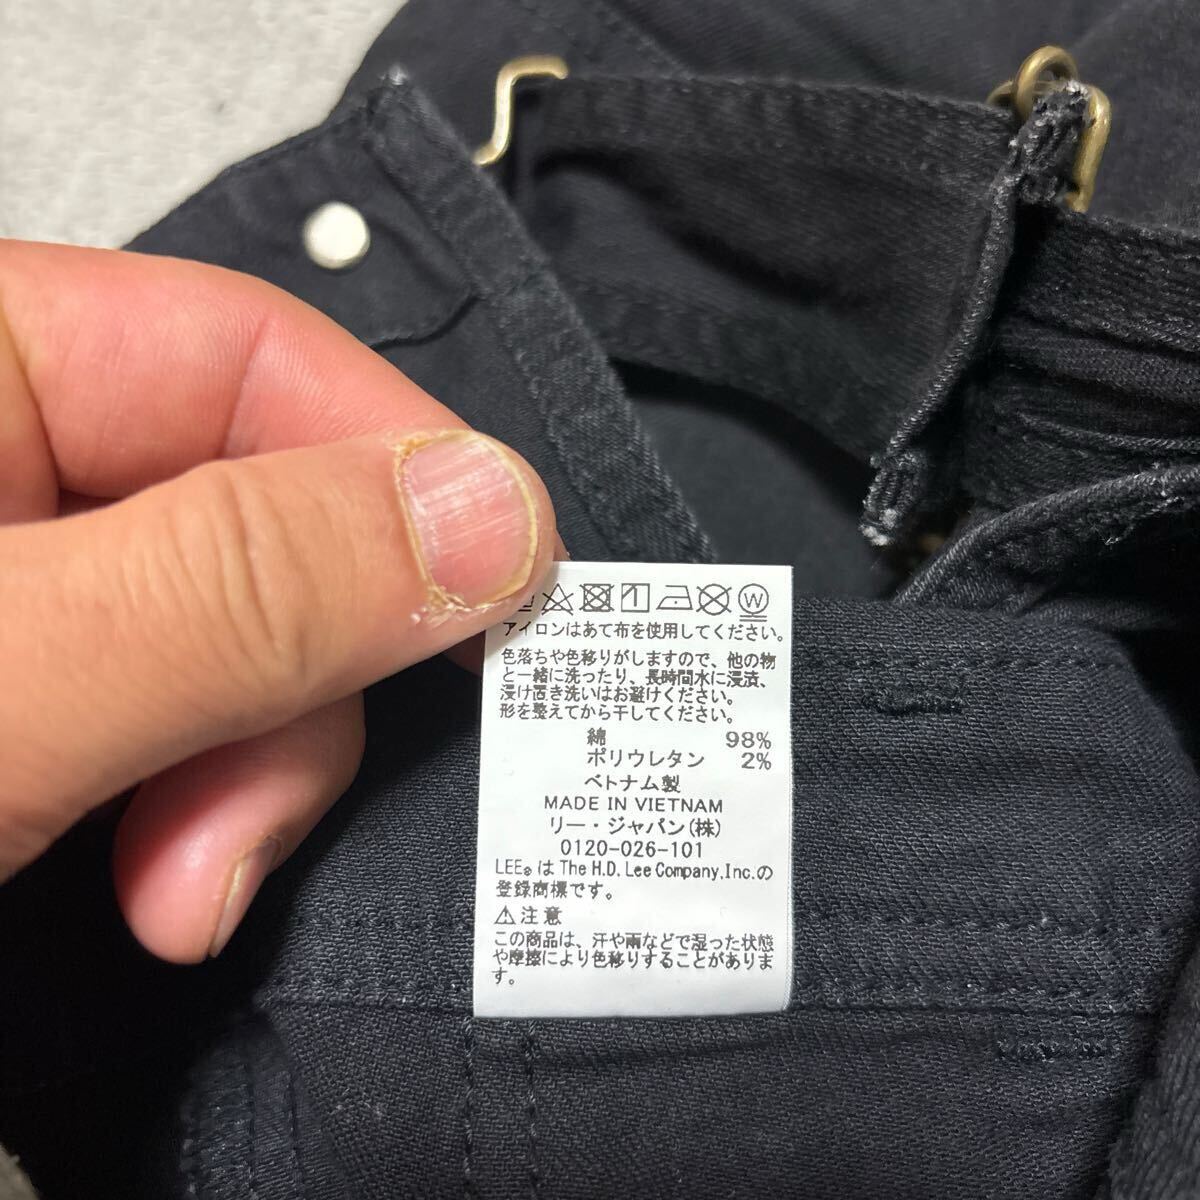 W
アイロンはあて布を使用してください。
色落ちや色移りがしますので、他の物
と一緒に洗ったり、長時間水に浸漬、
浸け置き洗いはお避けください。
形を整えてから干してください。
綿 98%
ポリウレタン 2%
ベトナム製
MADE IN VIETNAM
リー・ジャパン(株)
0120-026-101
LEE®は The H.D. Lee Company,Inc.の
登録商標です。
⚠注意
この商品は、汗や雨などで湿った状態
や摩擦により色移りすることがありま
す。